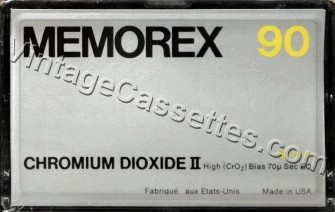 MEMOREX 90
VintageCassettes.com
CHROMIUM DIOXIDE II High (CrO₂) Bias 70µ Sec EQ
Fabriqué aux Etats-Unis Made in USA